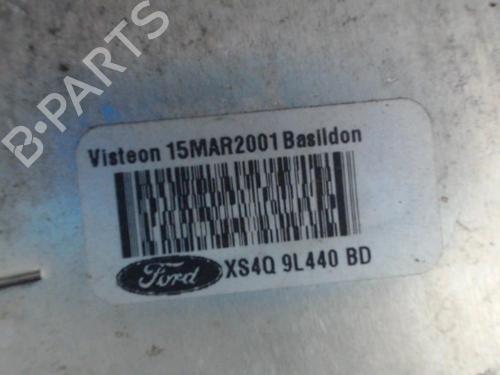 B-PARTS
Visteon 15MAR2001 Basildon
Ford XS4Q 9L440 BD